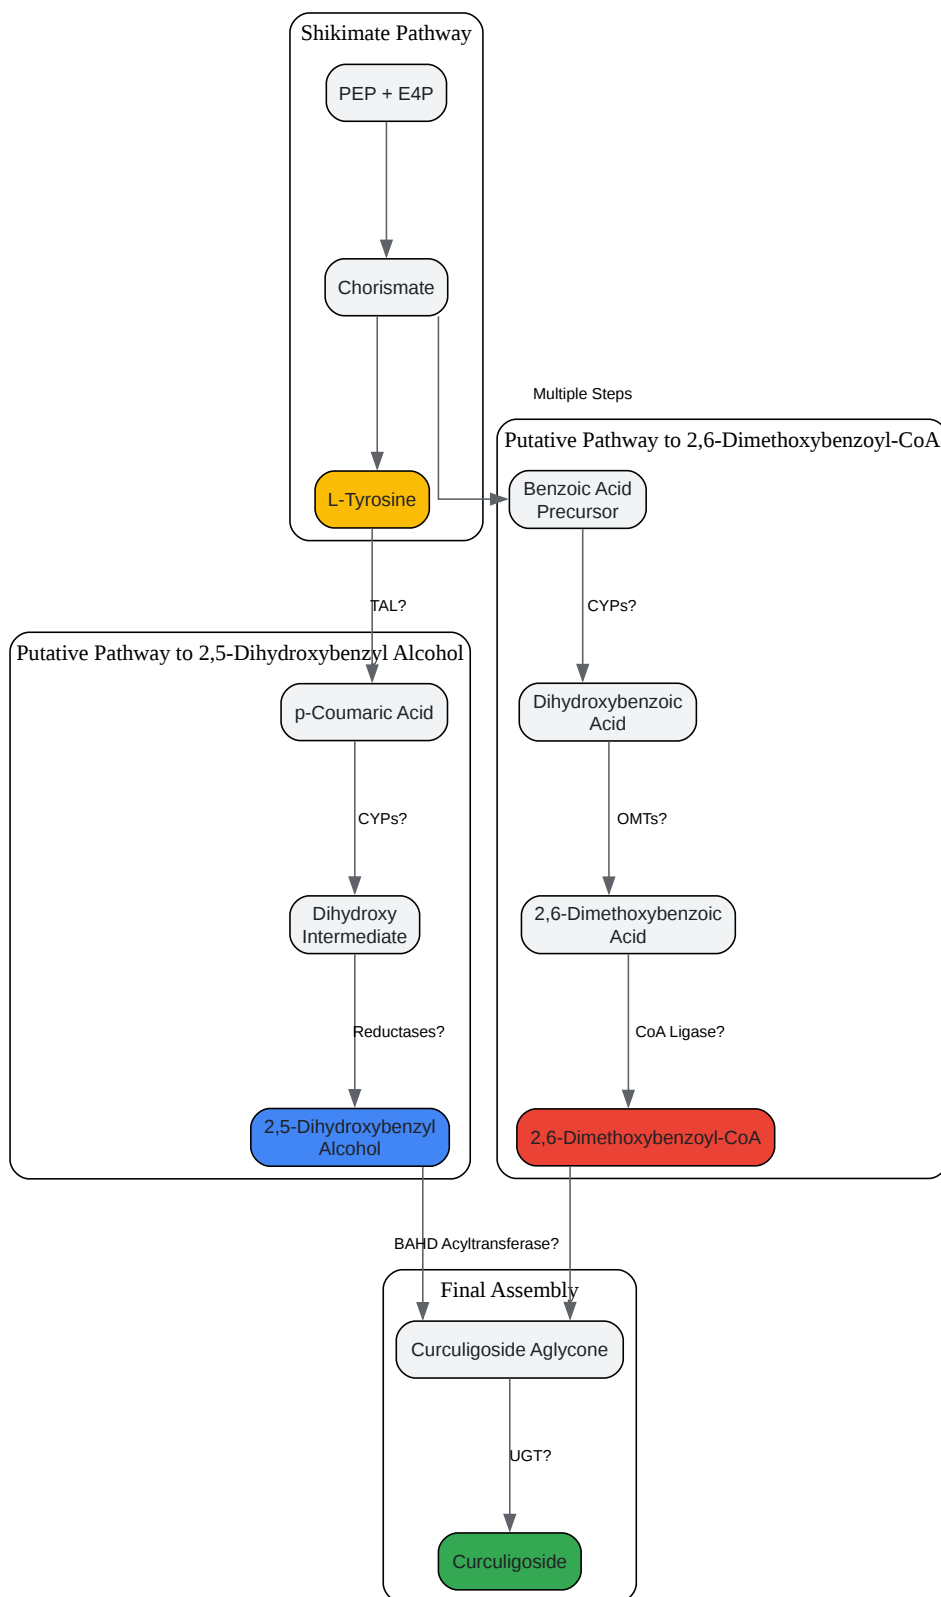 Shikimate Pathway
PEP + E4P
Chorismate
Multiple Steps
Putative Pathway to 2,6-Dimethoxybenzoyl-CoA
L-Tyrosine
Benzoic Acid
Precursor
TAL?
CYPs?
Putative Pathway to 2,5-Dihydroxybenzyl Alcohol
p-Coumaric Acid
Dihydroxybenzoic
Acid
CYPs?
OMTs?
Dihydroxy
Intermediate
2,6-Dimethoxybenzoic
Acid
Reductases?
CoA Ligase?
2,5-Dihydroxybenzyl
Alcohol
2,6-Dimethoxybenzoyl-CoA
BAHD Acyltransferase?
Final Assembly
Curculigoside Aglycone
UGT?
Curculigoside